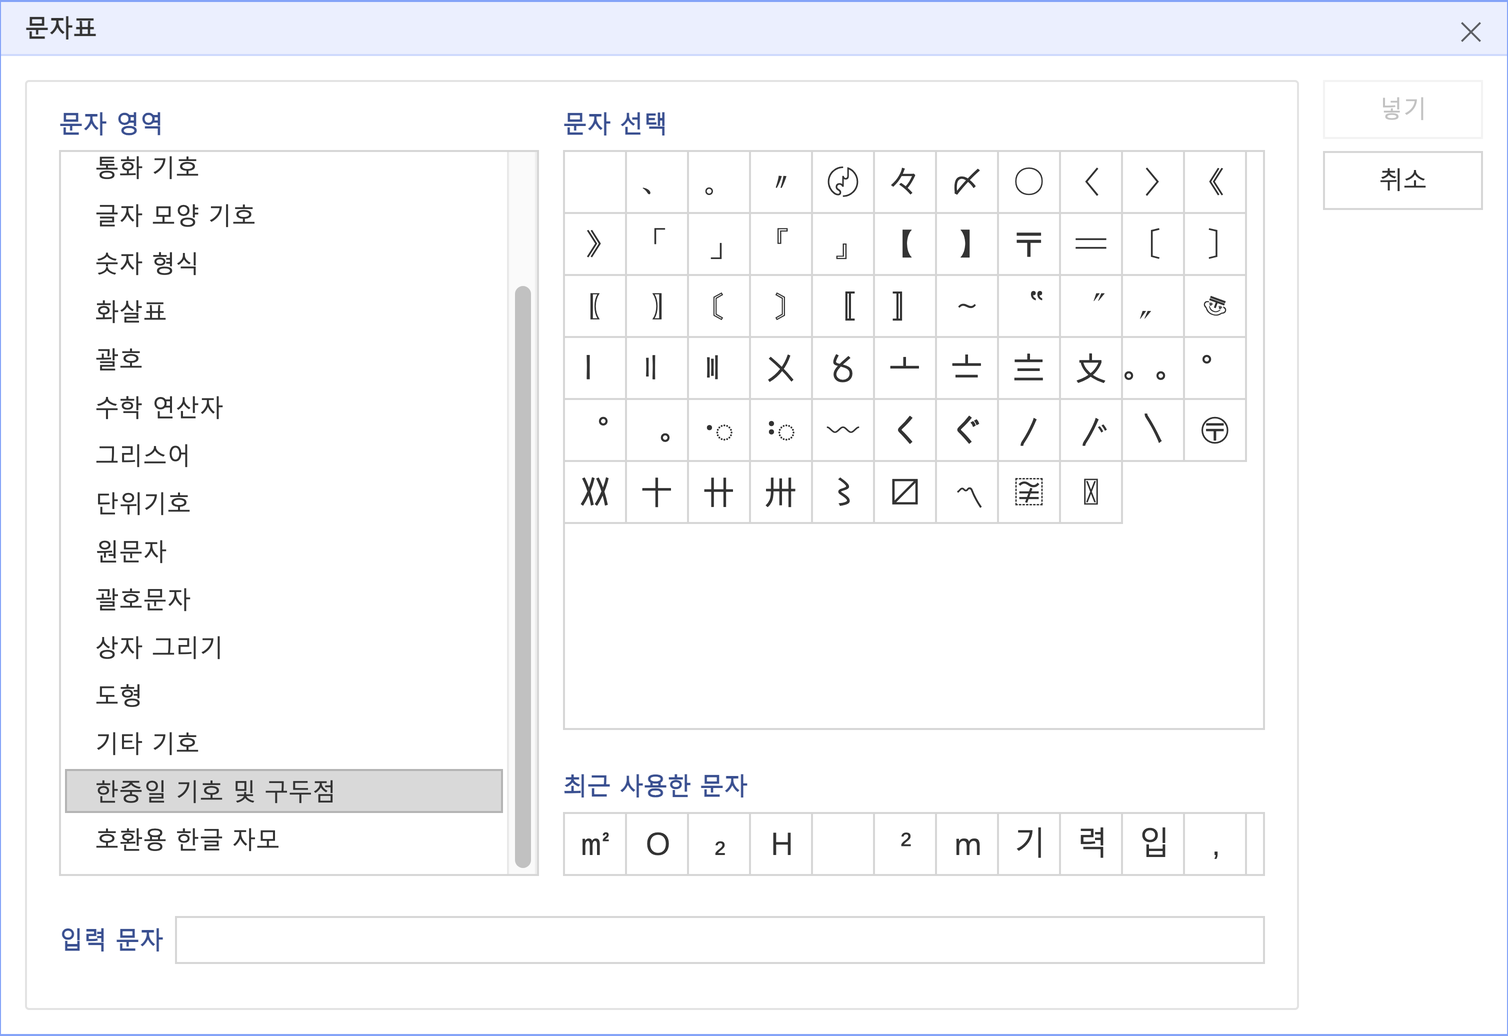 문자표
문자 영역
통화 기호
글자 모양 기호
숫자 형식
화살표
괄호
수학 연산자
그리스어
단위기호
원문자
괄호문자
상자 그리기
도형
기타 기호
한중일 기호 및 구두점
호환용 한글 자모
문자 선택
、 。 〃 〄 々 〆 〇 〈 〉 《
》 「 」 『 』 【 】 〒 〓 〔 〕
〖 〗 〘 〙 〚 〛 〜 〝 〞 〟 〠
〡 〢 〣 〤 〥 〦 〧 〨 〩
〮 〯 〰 〱 〲 〳 〴 〵 〶
〷 〸 〹 〺 〻 〼 〽 〾 〿
최근 사용한 문자
㎡ O ₂ H ² m 기 력 입 ,
입력 문자
넣기
취소